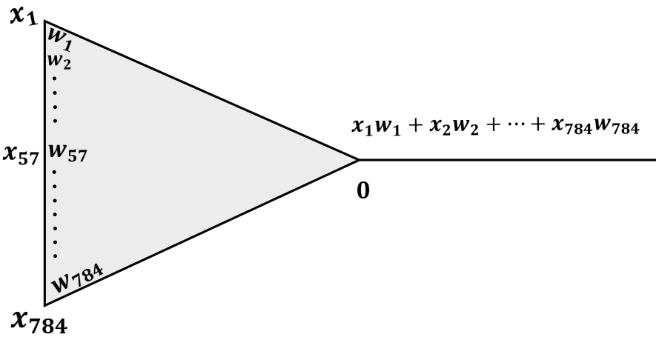 x₁
w₁
w₂
x₁w₁ + x₂w₂ + ⋯ + x₇₈₄w₇₈₄
x₅₇ w₅₇
0
w₇₈₄
x₇₈₄